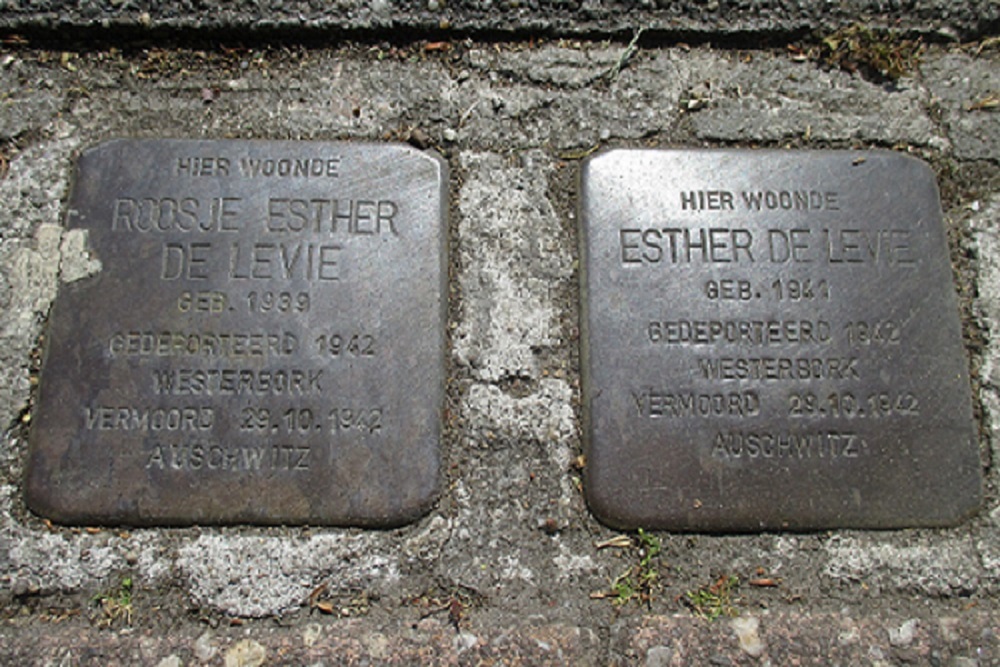 HIER WOONDE
ROOSJE ESTHER
DE LEVIE
GEB. 1939
GEDEPORTEERD 1942
WESTERBORK
VERMOORD 29.10.1942
AUSCHWITZ
HIER WOONDE
ESTHER DE LEVIE
GEB. 1941
GEDEPORTEERD 1942
WESTERBORK
VERMOORD 29.10.1942
AUSCHWITZ